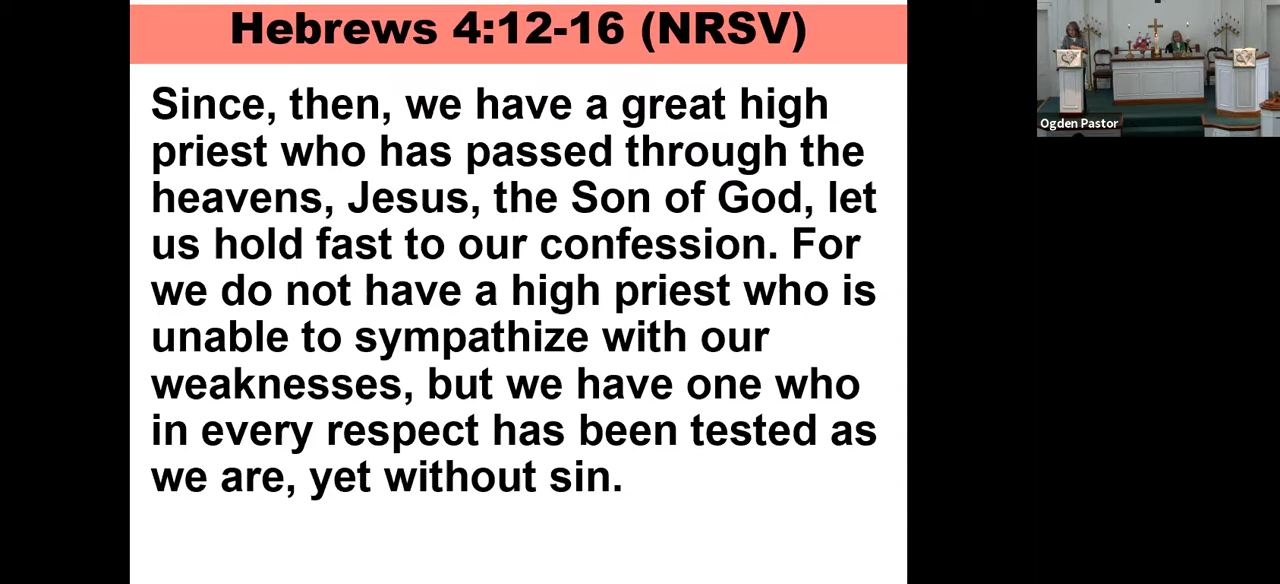 Hebrews 4:12-16 (NRSV)
Since, then, we have a great high
priest who has passed through the
heavens, Jesus, the Son of God, let
us hold fast to our confession. For
we do not have a high priest who is
unable to sympathize with our
weaknesses, but we have one who
in every respect has been tested as
we are, yet without sin.
Ogden Pastor